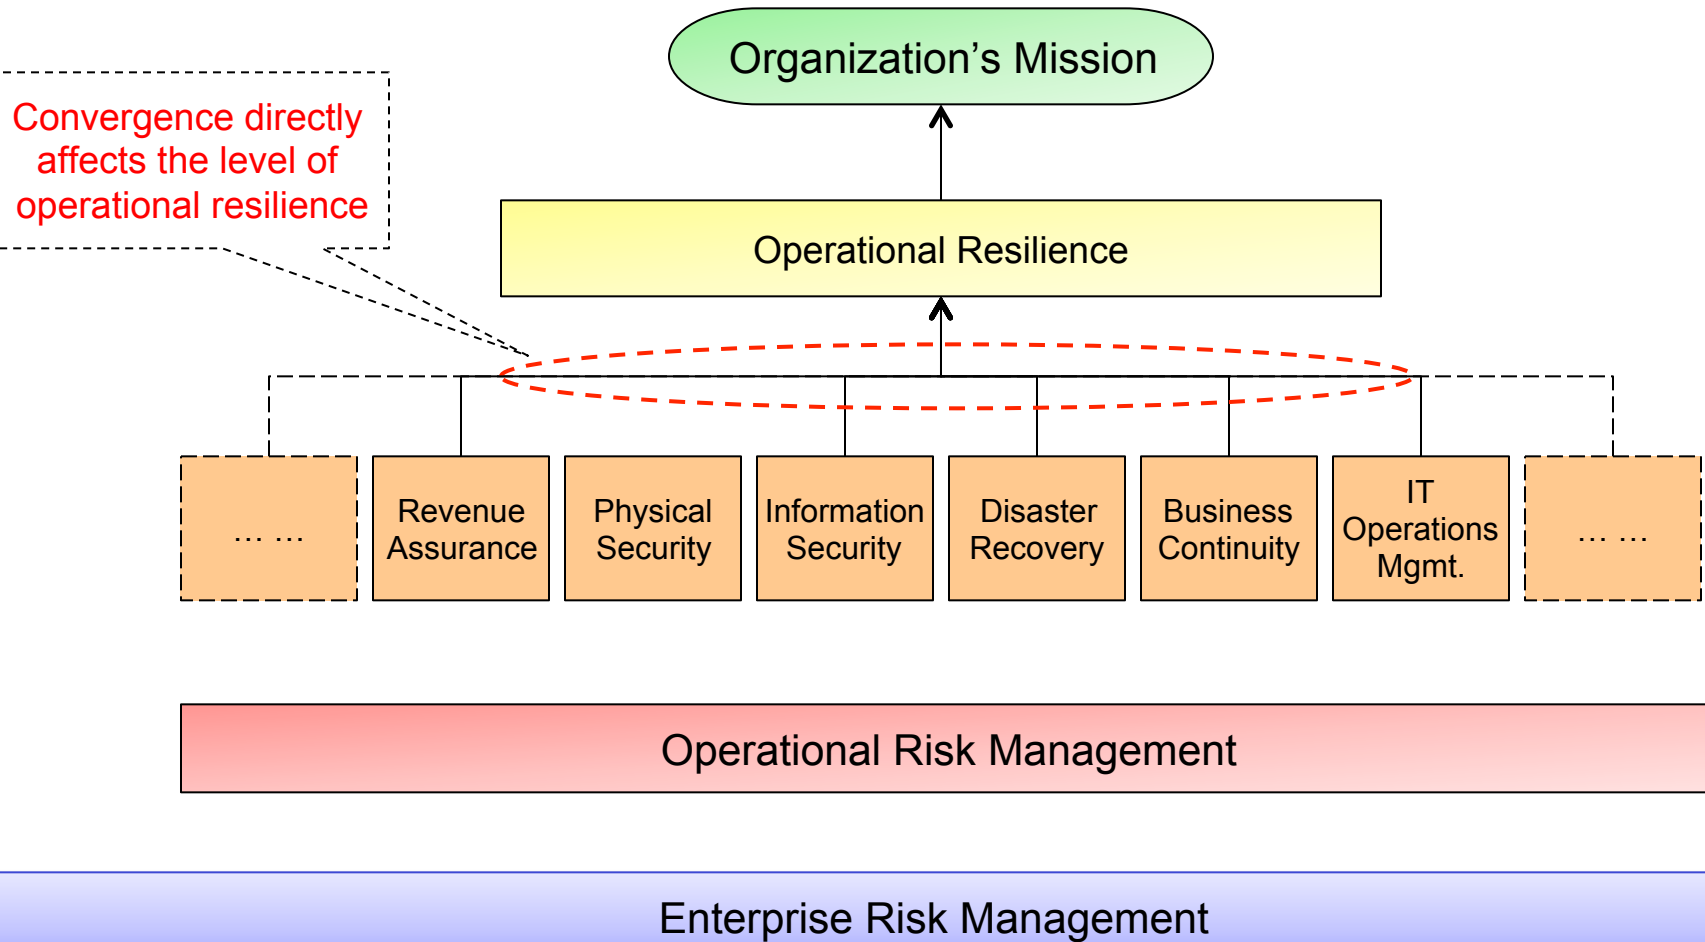 Organization’s Mission
Convergence directly
affects the level of
operational resilience
Operational Resilience
… …
Revenue
Assurance
Physical
Security
Information
Security
Disaster
Recovery
Business
Continuity
IT
Operations
Mgmt.
… …
Operational Risk Management
Enterprise Risk Management